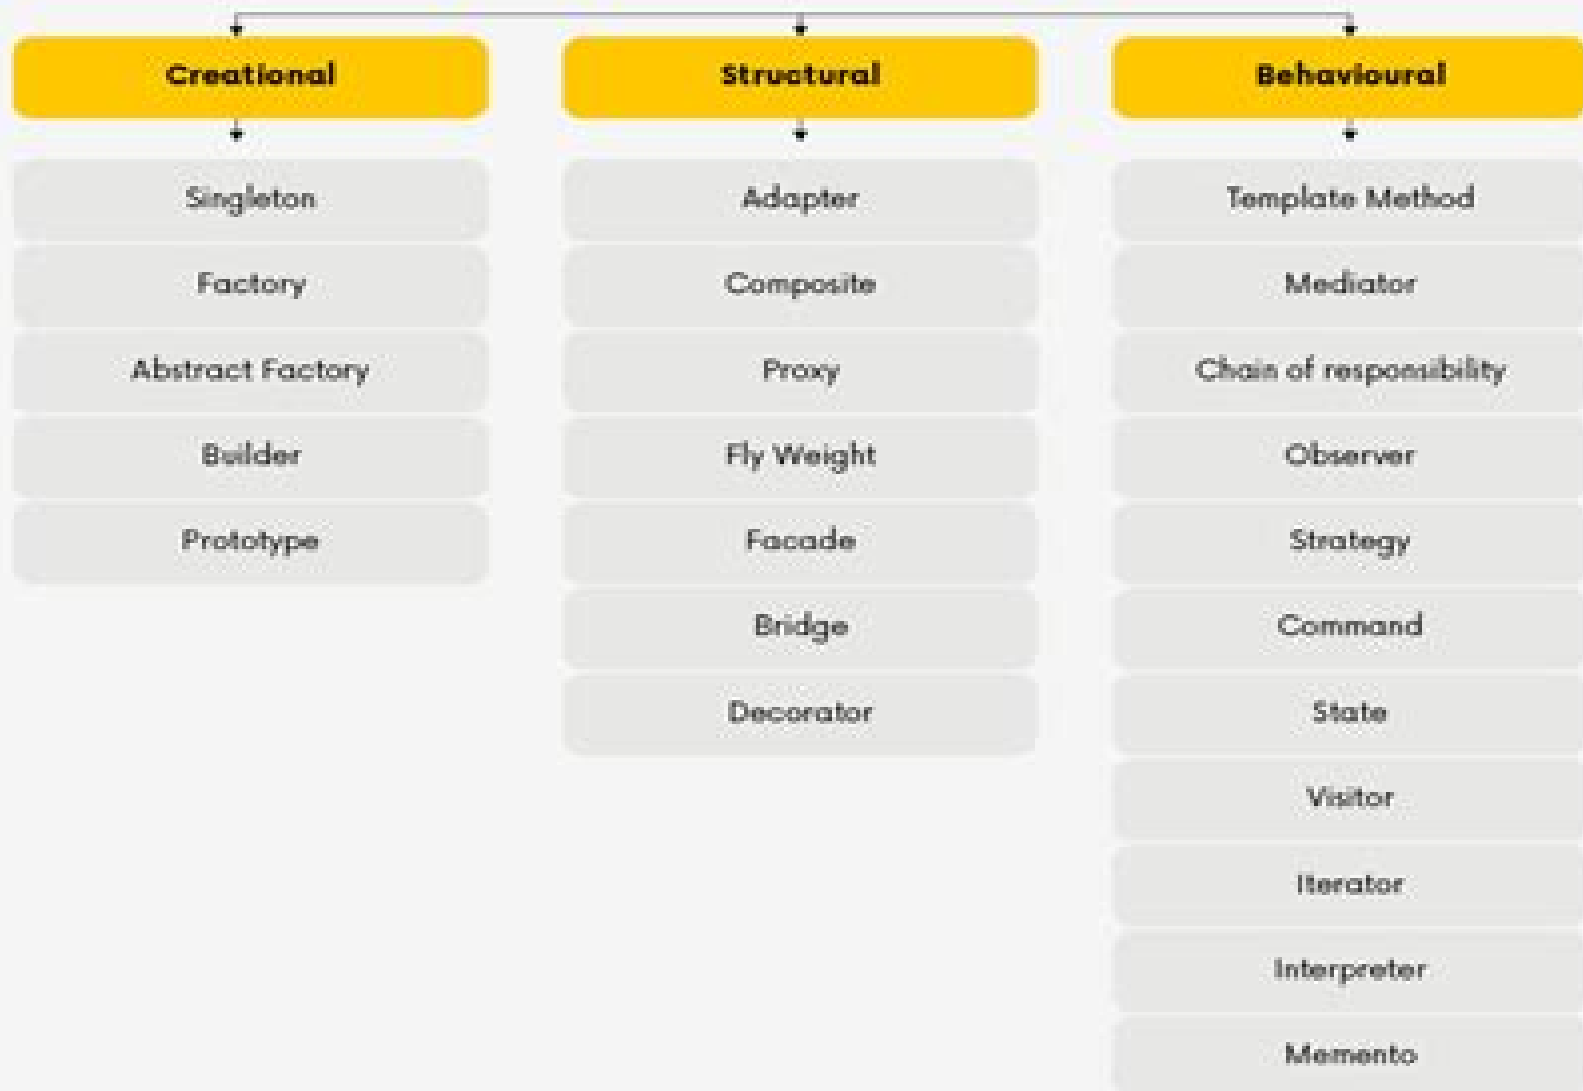 Creational
Singleton
Factory
Abstract Factory
Builder
Prototype
Structural
Adapter
Composite
Proxy
Fly Weight
Facade
Bridge
Decorator
Behavioural
Template Method
Mediator
Chain of responsibility
Observer
Strategy
Command
State
Visitor
Iterator
Interpreter
Memento